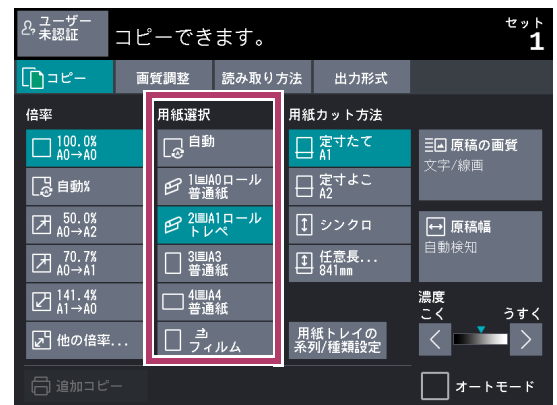 ユーザー
未認証
コピーできます。
セット
1
コピー
画質調整
読み取り方法
出力形式
倍率
100.0%
A0→A0
自動%
50.0%
A0→A2
70.7%
A0→A1
141.4%
A1→A0
他の倍率...
用紙選択
自動
1 A0ロール
普通紙
2 A1ロール
トレペ
3 A3
普通紙
4 A4
普通紙
フィルム
用紙カット方法
定寸たて
A1
定寸よこ
A2
シンクロ
任意長...
841mm
用紙トレイの
系列/種類設定
原稿の画質
文字/線画
原稿幅
自動検知
濃度
こく うすく
追加コピー
オートモード